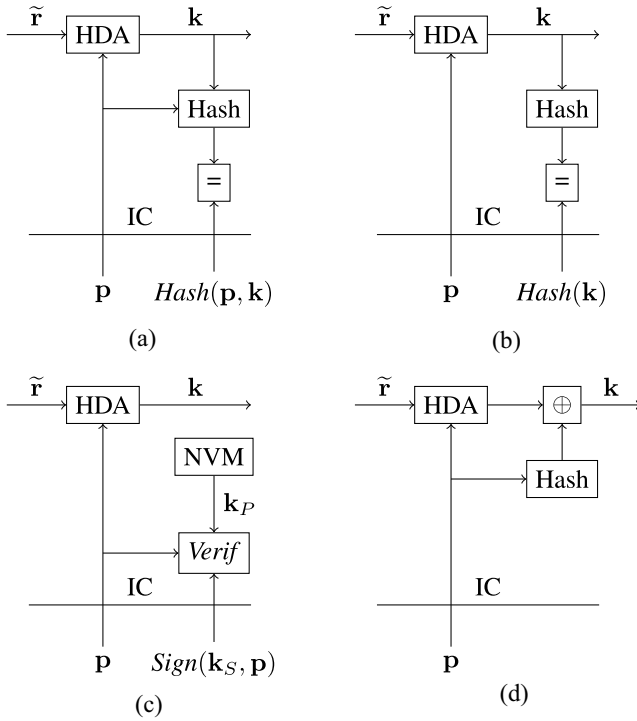 r̃ HDA k
Hash
=
IC
p Hash(p, k)
(a)
r̃ HDA k
Hash
=
IC
p Hash(k)
(b)
r̃ HDA k
NVM
k_P
Verif
IC
p Sign(k_S, p)
(c)
r̃ HDA ⊕ k
Hash
IC
p
(d)